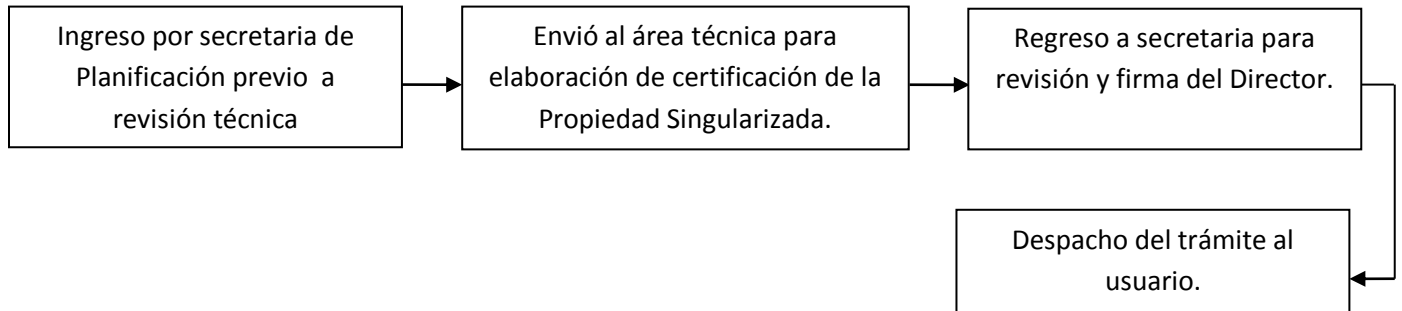 Ingreso por secretaria de
Planificación previo a
revisión técnica
Envió al área técnica para
elaboración de certificación de la
Propiedad Singularizada.
Regreso a secretaria para
revisión y firma del Director.
Despacho del trámite al
usuario.